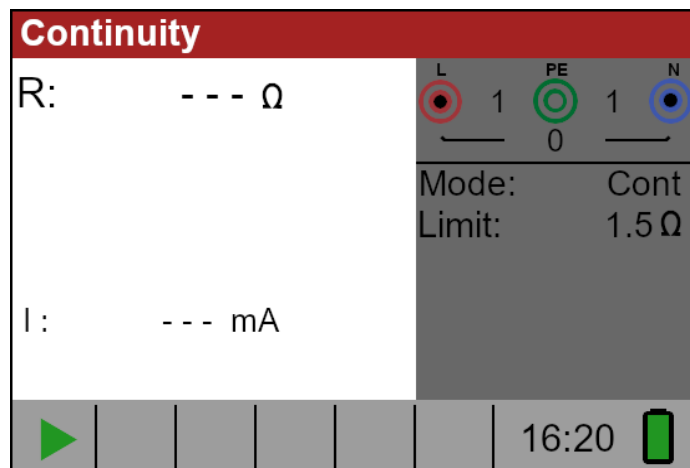 Continuity
R: --- Ω
L PE N
1 1
0
Mode: Cont
Limit: 1.5 Ω
I: --- mA
16:20